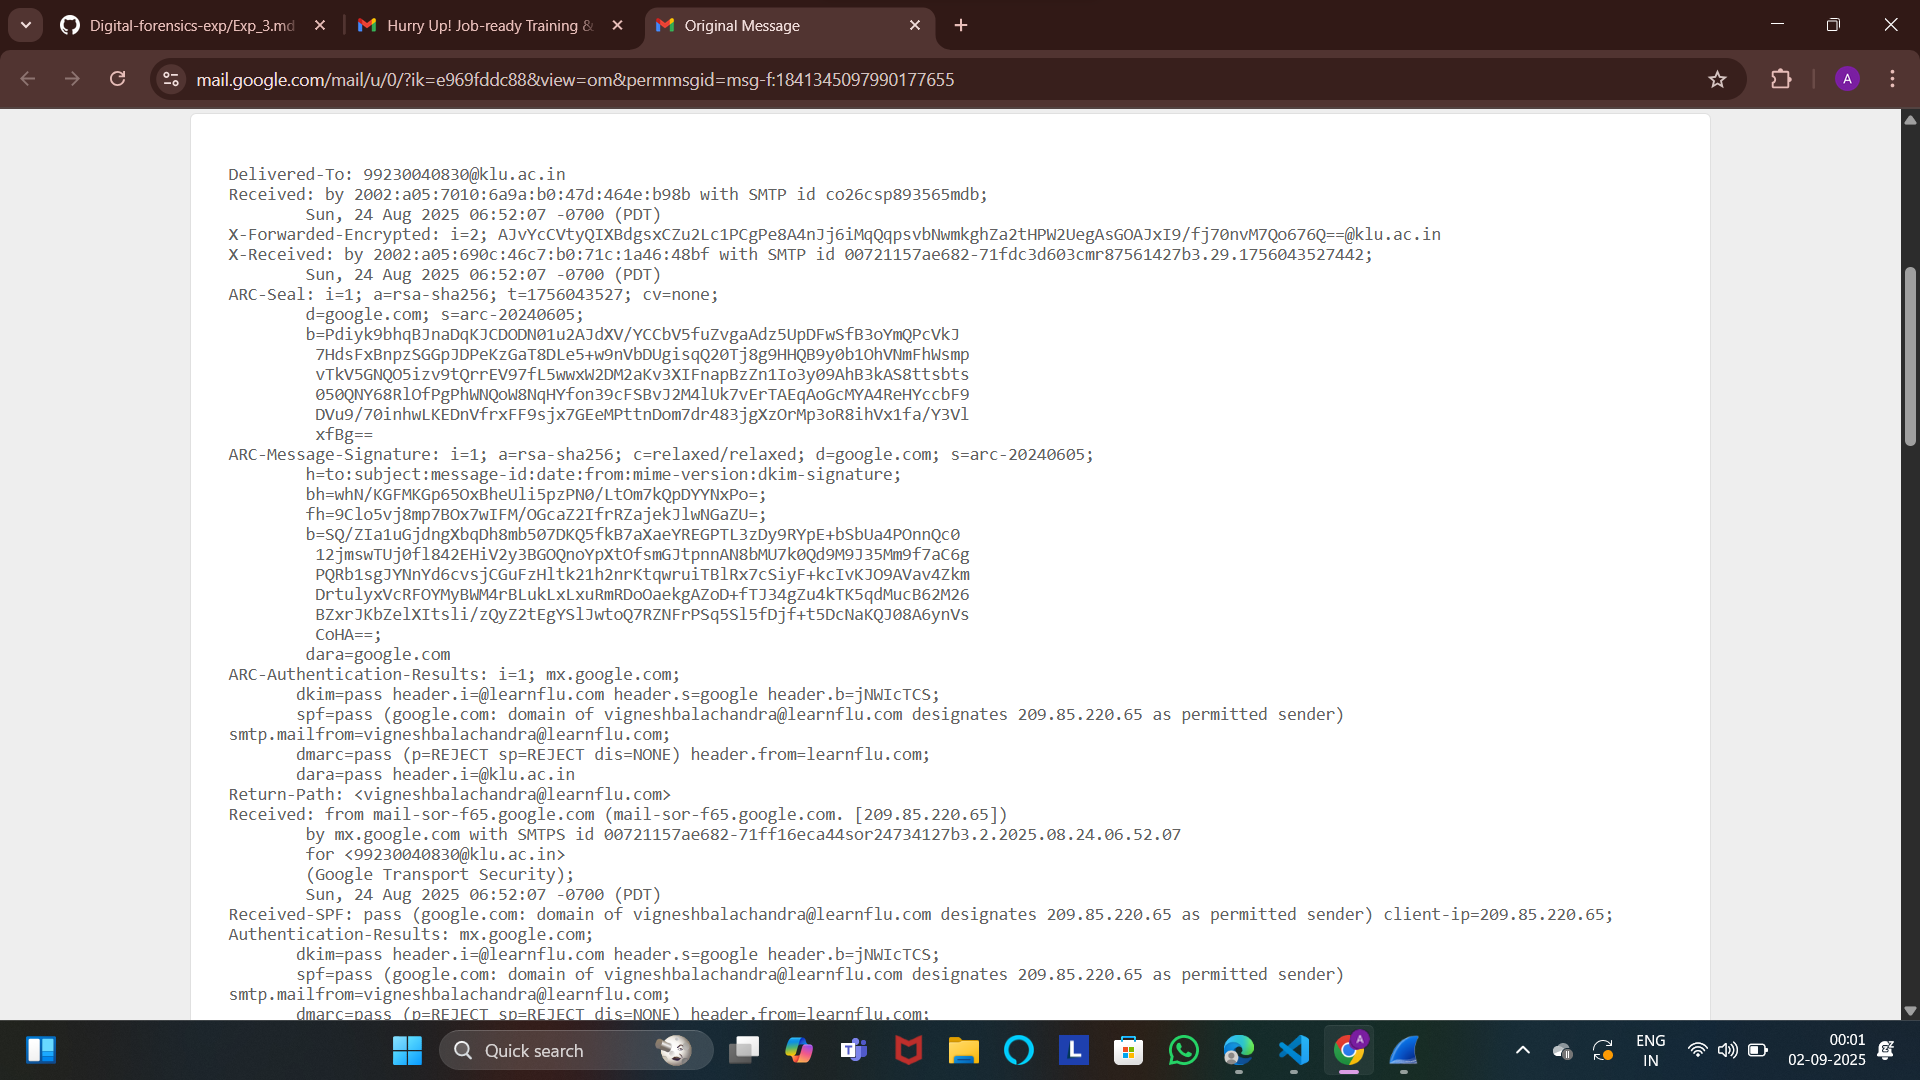 Digital-forensics-exp/Exp_3.md
Hurry Up! Job-ready Training &
Original Message
mail.google.com/mail/u/0/?ik=e969fddc88&view=om&permmsgid=msg-f:1841345097990177655
A
Delivered-To: 99230040830@klu.ac.in
Received: by 2002:a05:7010:6a9a:b0:47d:464e:b98b with SMTP id co26csp893565mdb;
Sun, 24 Aug 2025 06:52:07 -0700 (PDT)
X-Forwarded-Encrypted: i=2; AJvYcCVtyQIXBdgsxCZu2Lc1PCgPe8A4nJj6iMqQqpsvbNwmkghZa2tHPW2UegAsGOAJxI9/fj70nvM7Qo676Q==@klu.ac.in
X-Received: by 2002:a05:690c:46c7:b0:71c:1a46:48bf with SMTP id 00721157ae682-71fdc3d603cmr87561427b3.29.1756043527442;
Sun, 24 Aug 2025 06:52:07 -0700 (PDT)
ARC-Seal: i=1; a=rsa-sha256; t=1756043527; cv=none;
d=google.com; s=arc-20240605;
b=Pdiyk9bhqBJnaDqKJCDODN01u2AJdXV/YCCbV5fuZvgaAdz5UpDFwSfB3oYmQPcVkJ
7HdsFxBnpzSGGpJDPeKzGaT8DLe5+w9nVbDUgisqQ20Tj8g9HHQB9y0b1OhVNmFhWsmp
vTkV5GNQO5izv9tQrrEV97fL5wwxW2DM2aKv3XIFnapBzZn1Io3y09AhB3kAS8ttsbts
050QNY68RlOfPgPhWNQoW8NqHYfon39cFSBvJ2M4lUk7vErTAEqAoGcMYA4ReHYccbF9
DVu9/70inhwLKEDnVfrxFF9sjx7GEeMPttnDom7dr483jgXzOrMp3oR8ihVx1fa/Y3Vl
xfBg==
ARC-Message-Signature: i=1; a=rsa-sha256; c=relaxed/relaxed; d=google.com; s=arc-20240605;
h=to:subject:message-id:date:from:mime-version:dkim-signature;
bh=whN/KGFMKGp65OxBheUli5pzPN0/LtOm7kQpDYYNxPo=;
fh=9Clo5vj8mp7BOx7wIFM/OGcaZ2IfrRZajekJlwNGaZU=;
b=SQ/ZIa1uGjdngXbqDh8mb507DKQ5fkB7aXaeYREGPTL3zDy9RYpE+bSbUa4POnnQc0
12jmswTUj0fl842EHiV2y3BGOQnoYpXtOfsmGJtpnnAN8bMU7k0Qd9M9J35Mm9f7aC6g
PQRb1sgJYNnYd6cvsjCGuFzHltk21h2nrKtqwruiTBlRx7cSiyF+kcIvKJO9AVav4Zkm
DrtulyxVcRFOYMyBWM4rBLukLxLxuRmRDoOaekgAZoD+fTJ34gZu4kTK5qdMucB62M26
BZxrJKbZelXItsli/zQyZ2tEgYSlJwtoQ7RZNFrPSq5Sl5fDjf+t5DcNaKQJ08A6ynVs
CoHA==;
dara=google.com
ARC-Authentication-Results: i=1; mx.google.com;
dkim=pass header.i=@learnflu.com header.s=google header.b=jNWIcTCS;
spf=pass (google.com: domain of vigneshbalachandra@learnflu.com designates 209.85.220.65 as permitted sender)
smtp.mailfrom=vigneshbalachandra@learnflu.com;
dmarc=pass (p=REJECT sp=REJECT dis=NONE) header.from=learnflu.com;
dara=pass header.i=@klu.ac.in
Return-Path: <vigneshbalachandra@learnflu.com>
Received: from mail-sor-f65.google.com (mail-sor-f65.google.com. [209.85.220.65])
by mx.google.com with SMTPS id 00721157ae682-71ff16eca44sor24734127b3.2.2025.08.24.06.52.07
for <99230040830@klu.ac.in>
(Google Transport Security);
Sun, 24 Aug 2025 06:52:07 -0700 (PDT)
Received-SPF: pass (google.com: domain of vigneshbalachandra@learnflu.com designates 209.85.220.65 as permitted sender) client-ip=209.85.220.65;
Authentication-Results: mx.google.com;
dkim=pass header.i=@learnflu.com header.s=google header.b=jNWIcTCS;
spf=pass (google.com: domain of vigneshbalachandra@learnflu.com designates 209.85.220.65 as permitted sender)
smtp.mailfrom=vigneshbalachandra@learnflu.com;
dmarc=pass (p=REJECT sp=REJECT dis=NONE) header.from=learnflu.com;
Quick search
L
A
ENG
IN
00:01
02-09-2025